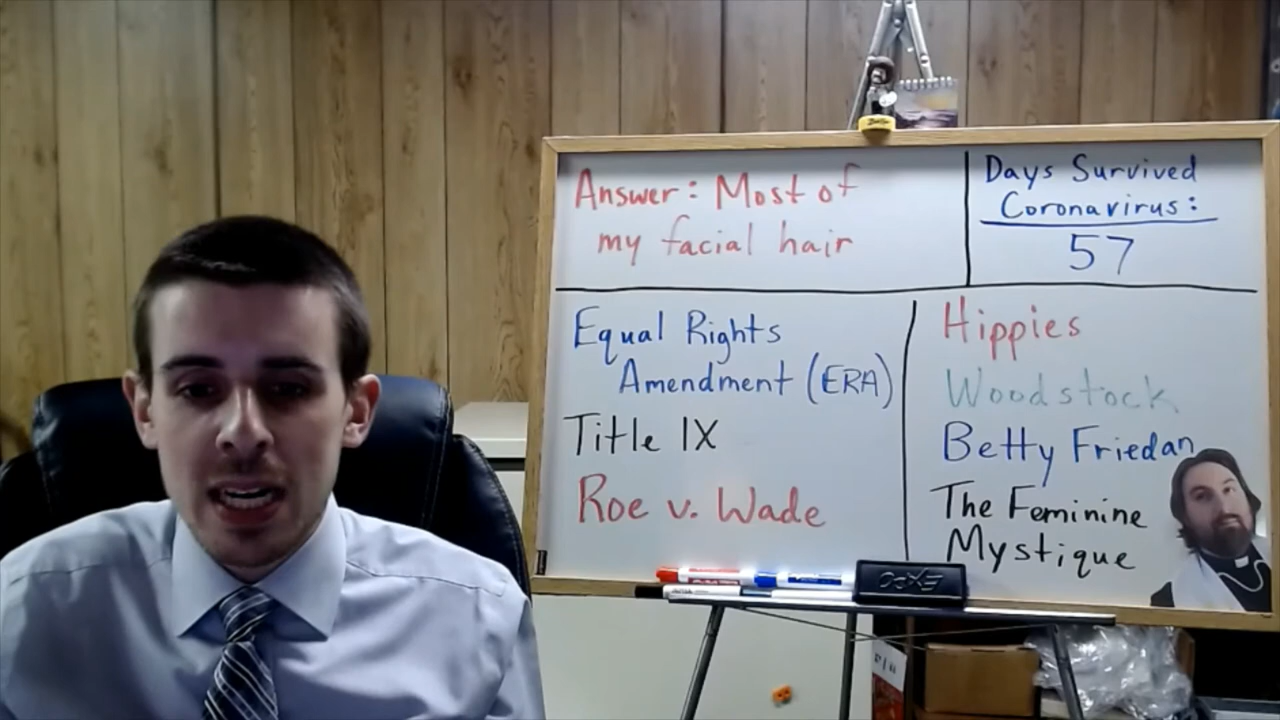 Answer: Most of
my facial hair
Days Survived
Coronavirus:
57
Equal Rights
Amendment (ERA)
Title IX
Roe v. Wade
Hippies
Woodstock
Betty Friedan
The Feminine
Mystique
EXPO